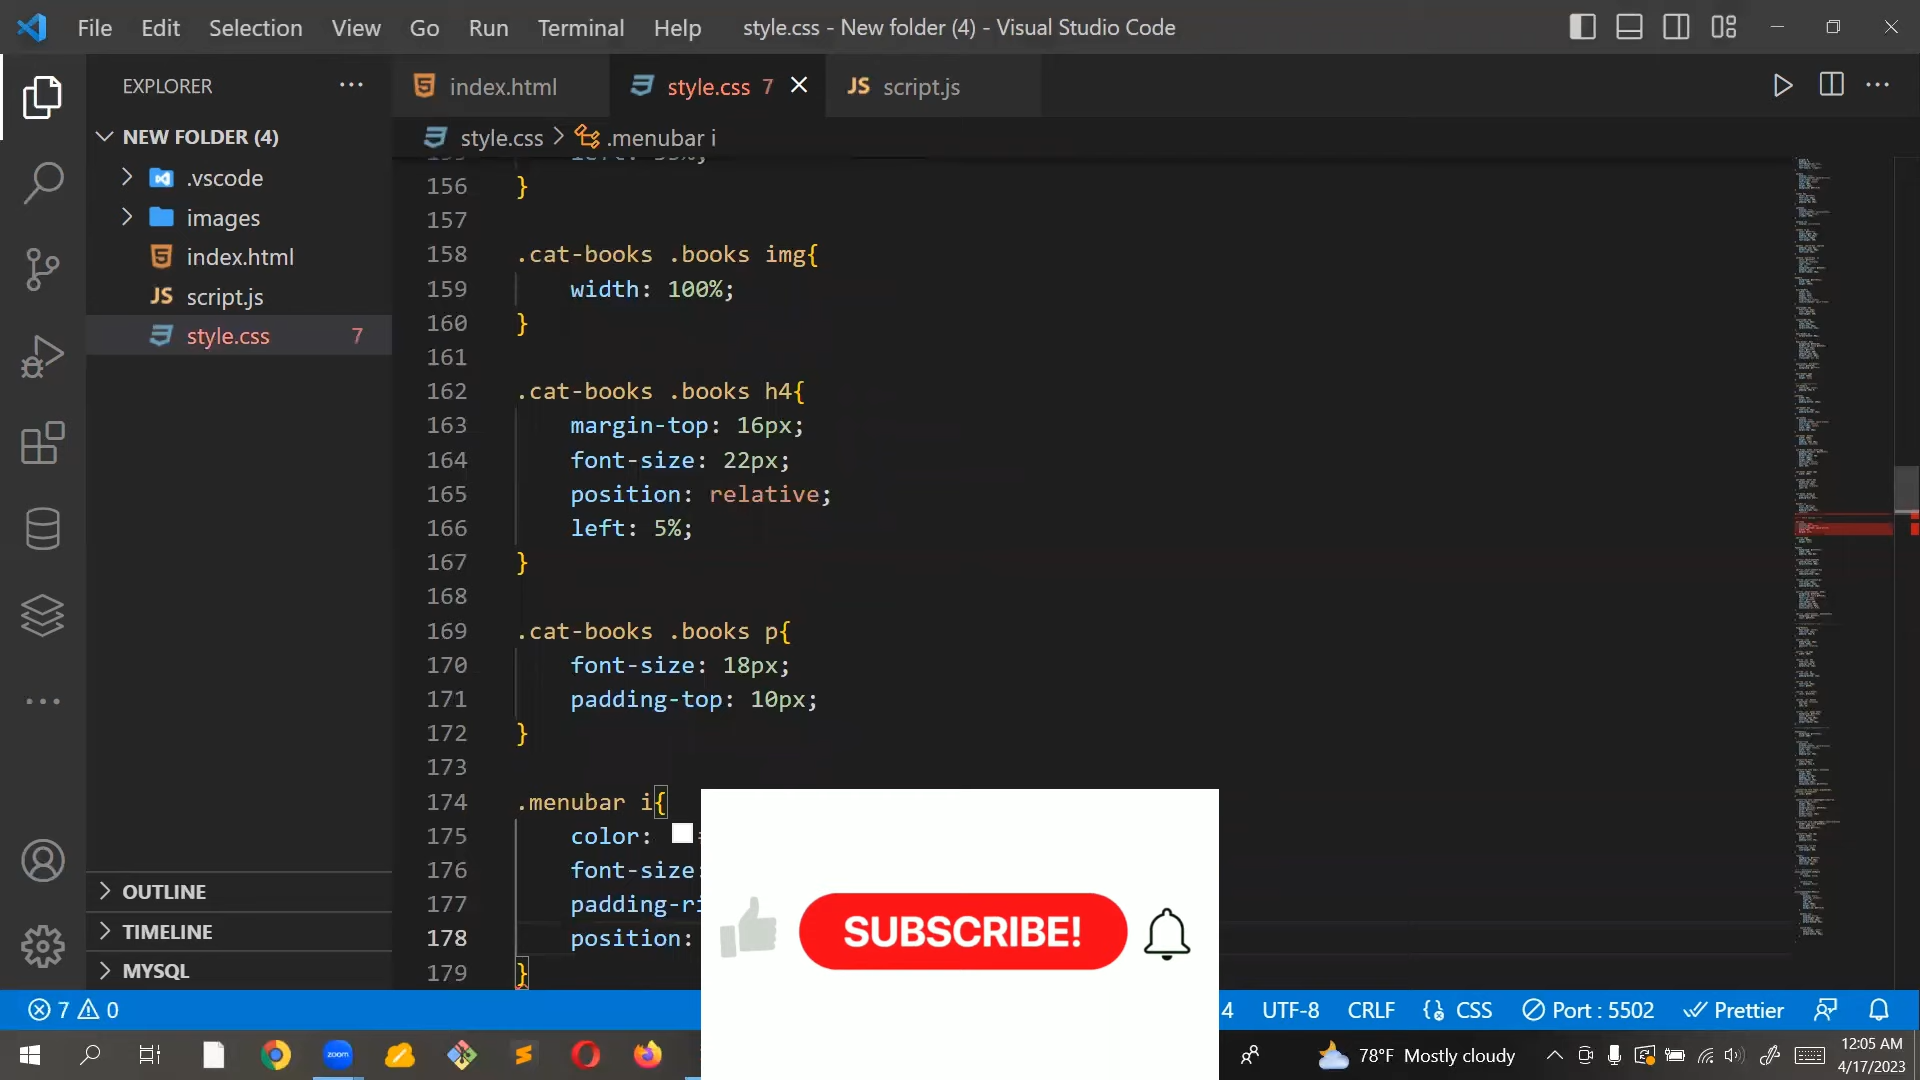 File Edit Selection View Go Run Terminal Help style.css - New folder (4) - Visual Studio Code
EXPLORER
index.html
style.css 7
JS script.js
NEW FOLDER (4)
style.css > .menubar i
.vscode
images
index.html
JS script.js
style.css 7
OUTLINE
TIMELINE
MYSQL
156 }
157
158 .cat-books .books img{
159 width: 100%;
160 }
161
162 .cat-books .books h4{
163 margin-top: 16px;
164 font-size: 22px;
165 position: relative;
166 left: 5%;
167 }
168
169 .cat-books .books p{
170 font-size: 18px;
171 padding-top: 10px;
172 }
173
174 .menubar i{
175 color:
176 font-size:
177 padding-ri
178 position:
179 }
SUBSCRIBE!
7 0
4 UTF-8 CRLF CSS Port : 5502 Prettier
zoom
78°F Mostly cloudy
12:05 AM
4/17/2023